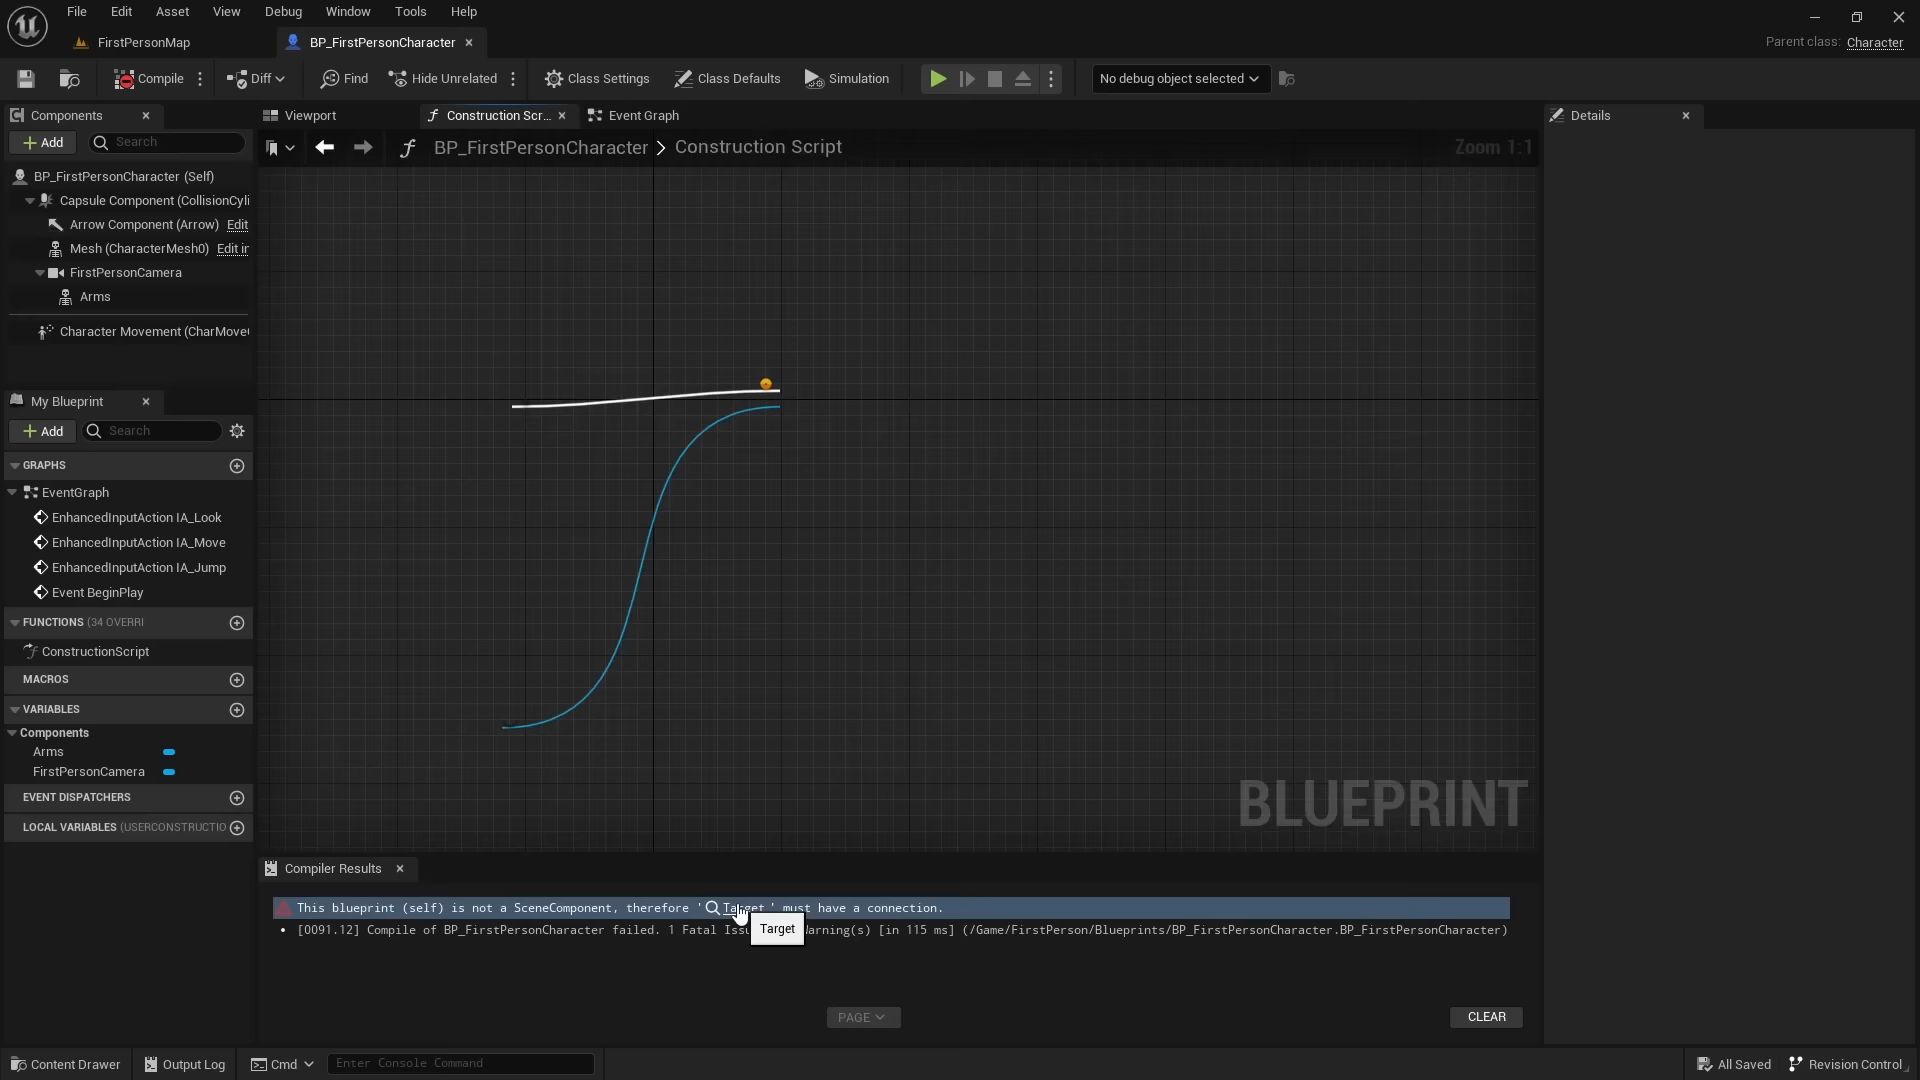 File Edit Asset View Debug Window Tools Help
FirstPersonMap
BP_FirstPersonCharacter
Parent class: Character
Compile
Diff
Find
Hide Unrelated
Class Settings
Class Defaults
Simulation
No debug object selected
Components
Viewport
Construction Scr...
Event Graph
Details
Add
Search
BP_FirstPersonCharacter > Construction Script
Zoom 1:1
BP_FirstPersonCharacter (Self)
Capsule Component (CollisionCyli
Arrow Component (Arrow) Edit
Mesh (CharacterMesh0) Edit in
FirstPersonCamera
Arms
Character Movement (CharMove
My Blueprint
Add
Search
GRAPHS
EventGraph
EnhancedInputAction IA_Look
EnhancedInputAction IA_Move
EnhancedInputAction IA_Jump
Event BeginPlay
FUNCTIONS (34 OVERRI
ConstructionScript
MACROS
VARIABLES
Components
Arms
FirstPersonCamera
EVENT DISPATCHERS
LOCAL VARIABLES (USERCONSTRUCTIO
BLUEPRINT
Compiler Results
This blueprint (self) is not a SceneComponent, therefore ' Target ' must have a connection.
[0091.12] Compile of BP_FirstPersonCharacter failed. 1 Fatal Issu Warning(s) [in 115 ms] (/Game/FirstPerson/Blueprints/BP_FirstPersonCharacter.BP_FirstPersonCharacter)
Target
PAGE
CLEAR
Content Drawer
Output Log
Cmd
Enter Console Command
All Saved
Revision Control